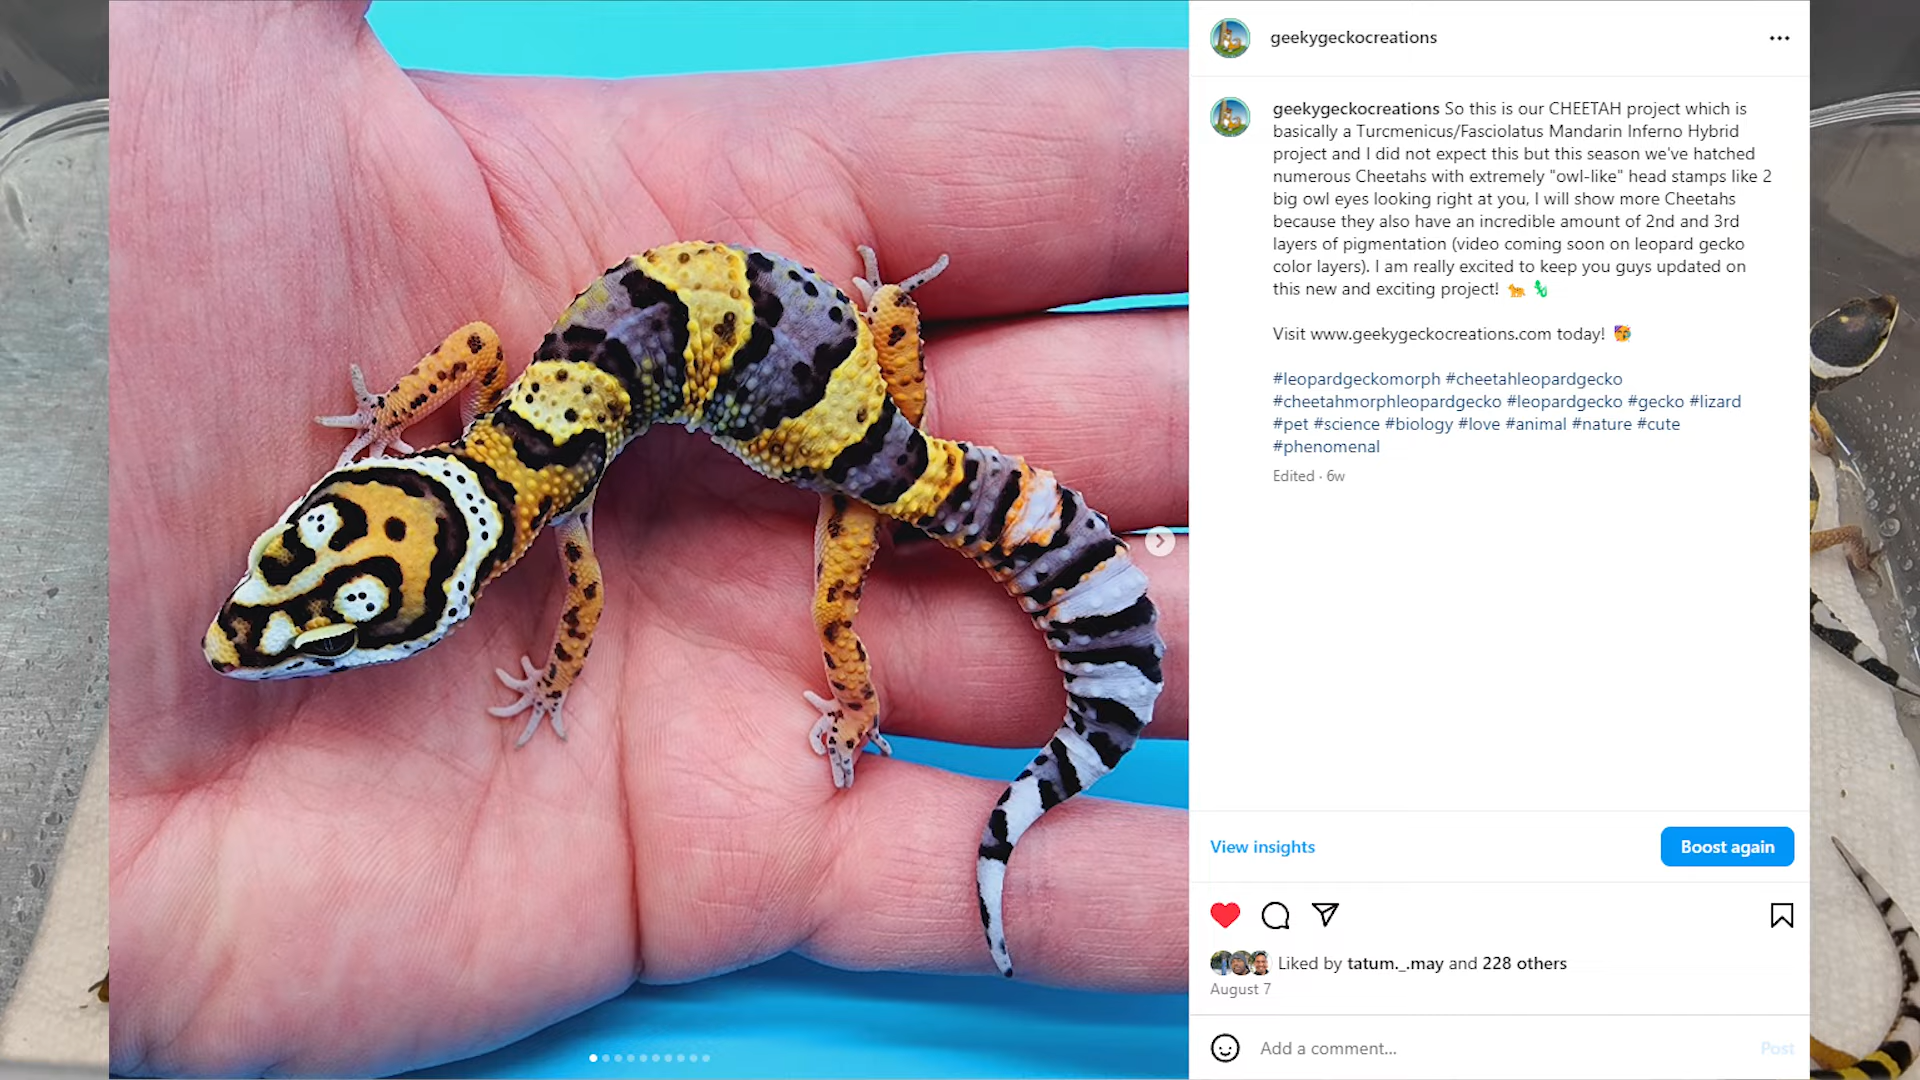 geekygeckocreations
geekygeckocreations So this is our CHEETAH project which is
basically a Turcmenicus/Fasciolatus Mandarin Inferno Hybrid
project and I did not expect this but this season we've hatched
numerous Cheetahs with extremely "owl-like" head stamps like 2
big owl eyes looking right at you, I will show more Cheetahs
because they also have an incredible amount of 2nd and 3rd
layers of pigmentation (video coming soon on leopard gecko
color layers). I am really excited to keep you guys updated on
this new and exciting project! 🐆 🦎
Visit www.geekygeckocreations.com today! 🥳
#leopardgeckomorph #cheetahleopardgecko
#cheetahmorphleopardgecko #leopardgecko #gecko #lizard
#pet #science #biology #love #animal #nature #cute
#phenomenal
Edited · 6w
View insights
Boost again
Liked by tatum._.may and 228 others
August 7
Add a comment...
Post